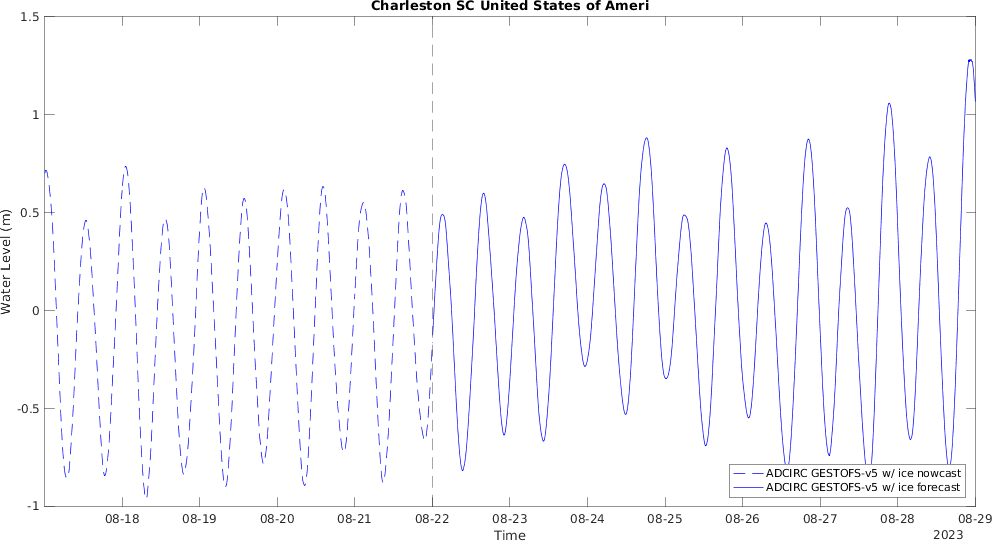 Charleston SC United States of Ameri
1.5
1
0.5
0
-0.5
-1
Water Level (m)
ADCIRC GESTOFS-v5 w/ ice nowcast
ADCIRC GESTOFS-v5 w/ ice forecast
08-18 08-19 08-20 08-21 08-22 08-23 08-24 08-25 08-26 08-27 08-28 08-29
Time
2023